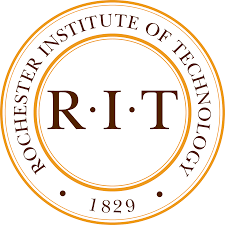 ROCHESTER INSTITUTE OF TECHNOLOGY
R·I·T
· 1829 ·